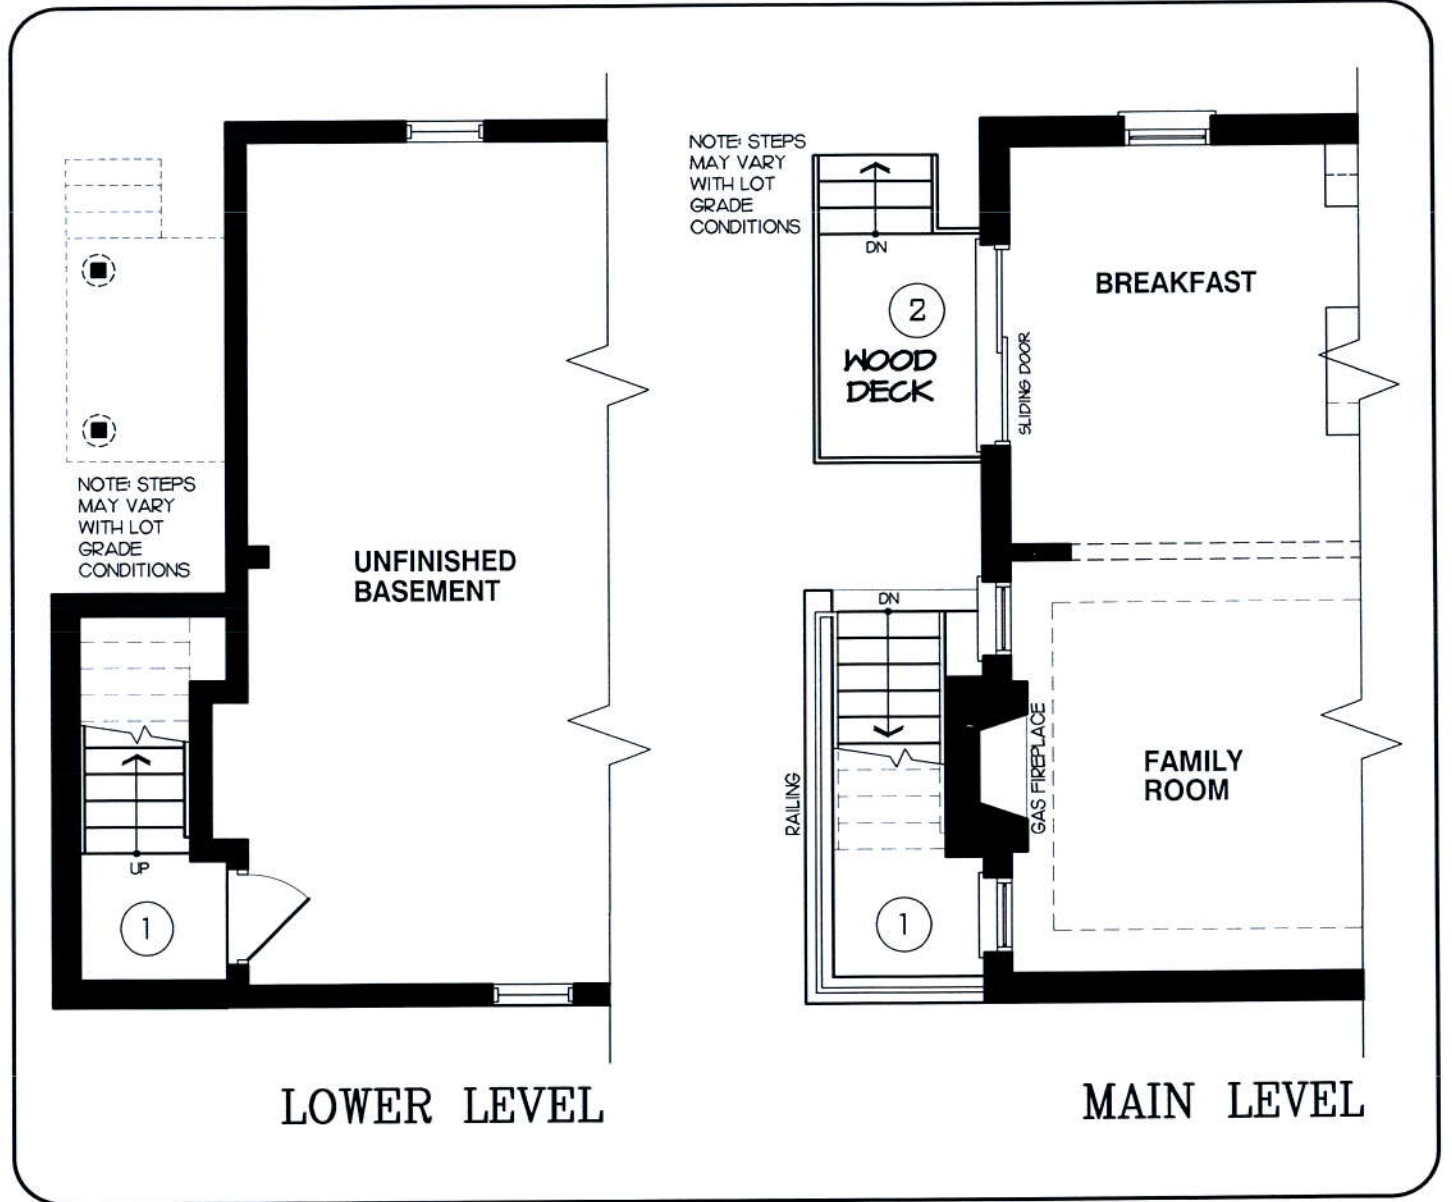 NOTE: STEPS
MAY VARY
WITH LOT
GRADE
CONDITIONS
UNFINISHED
BASEMENT
UP
1
LOWER LEVEL
NOTE: STEPS
MAY VARY
WITH LOT
GRADE
CONDITIONS
DN
2
WOOD
DECK
SLIDING DOOR
BREAKFAST
DN
RAILING
GAS FIREPLACE
FAMILY
ROOM
1
MAIN LEVEL